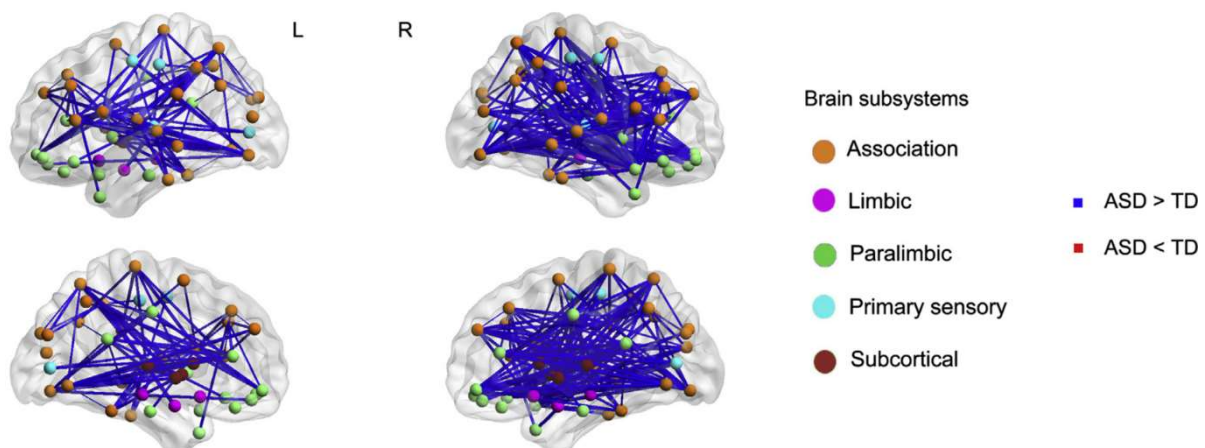 L
R
Brain subsystems
Association
Limbic
Paralimbic
Primary sensory
Subcortical
ASD > TD
ASD < TD